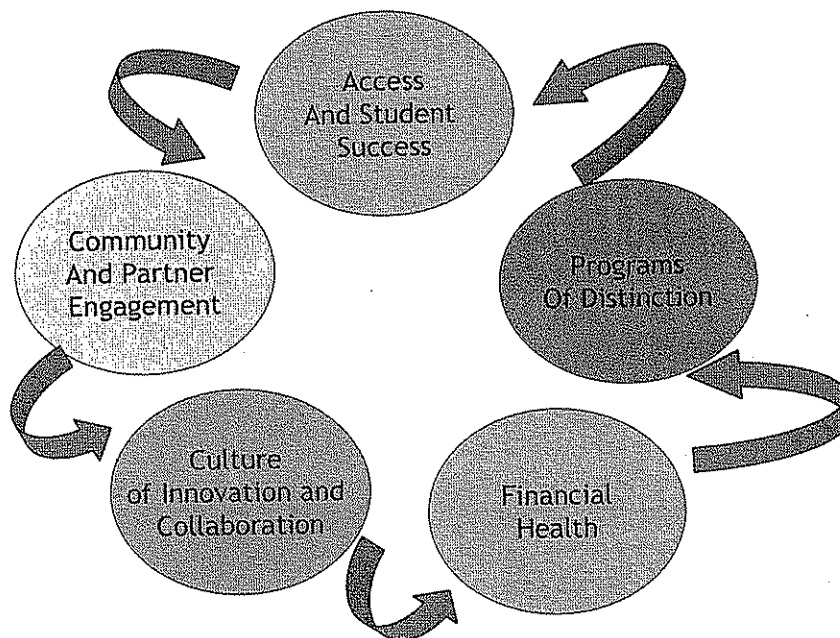 Access
And Student
Success
Community
And Partner
Engagement
Programs
Of Distinction
Culture
of Innovation and
Collaboration
Financial
Health